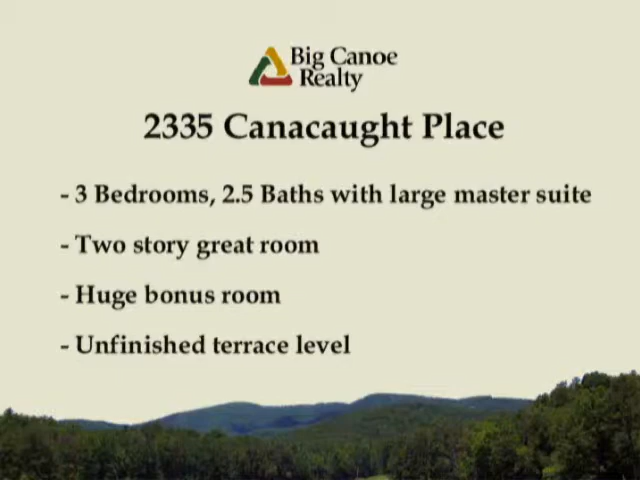 Big Canoe
Realty
2335 Canacaught Place
- 3 Bedrooms, 2.5 Baths with large master suite
- Two story great room
- Huge bonus room
- Unfinished terrace level